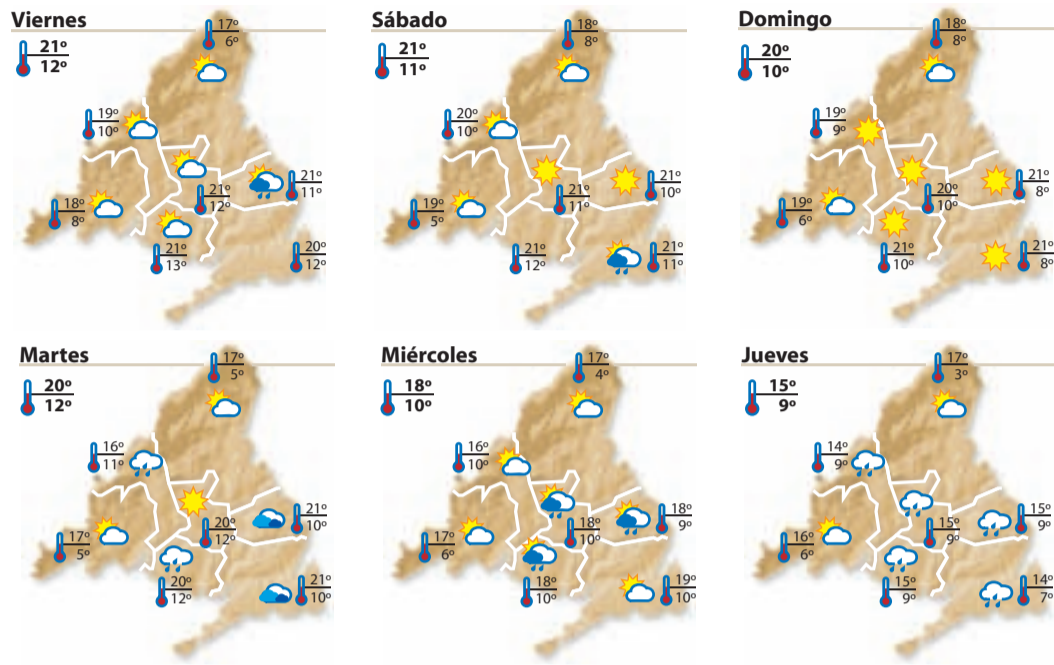 Viernes
21º
12º
17º
6º
19º
10º
21º
11º
21º
12º
18º
8º
21º
13º
20º
12º
Sábado
21º
11º
18º
8º
20º
10º
21º
10º
21º
11º
19º
5º
21º
12º
21º
11º
Domingo
20º
10º
18º
8º
19º
9º
21º
8º
20º
10º
19º
6º
21º
10º
21º
8º
Martes
20º
12º
17º
5º
16º
11º
21º
10º
20º
12º
17º
5º
20º
12º
21º
10º
Miércoles
18º
10º
17º
4º
16º
10º
18º
9º
18º
10º
17º
6º
18º
10º
19º
10º
Jueves
15º
9º
17º
3º
14º
9º
15º
9º
15º
9º
16º
6º
15º
9º
14º
7º